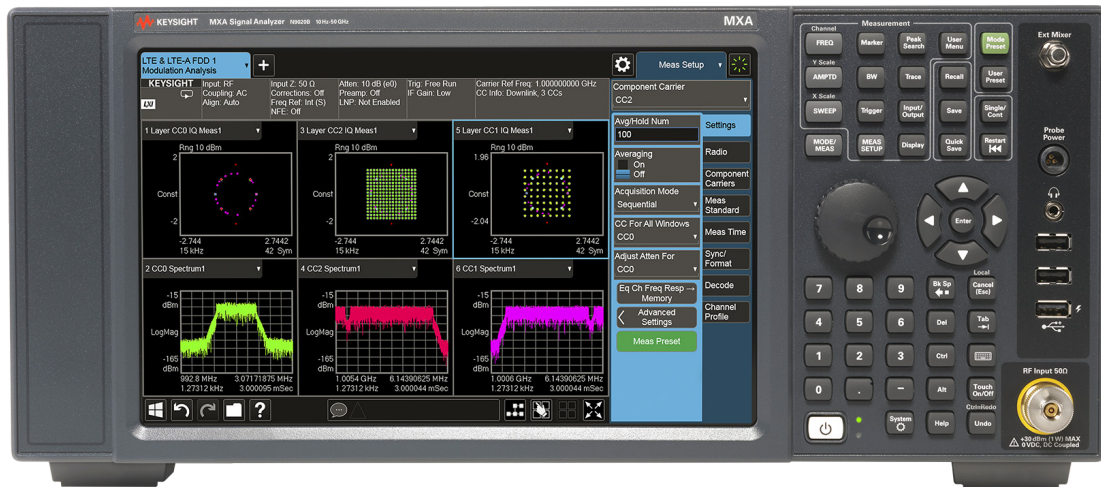 KEYSIGHT MXA Signal Analyzer N9020B 10 Hz-50 GHz
MXA
LTE & LTE-A FDD 1
Modulation Analysis
+
Meas Setup
KEYSIGHT
LXI
Input: RF
Coupling: AC
Align: Auto
Input Z: 50 Ω
Corrections: Off
Freq Ref: Int (S)
NFE: Off
Atten: 10 dB (e0)
Preamp: Off
LNP: Not Enabled
Trig: Free Run
IF Gain: Low
Carrier Ref Freq: 1.000000000 GHz
CC Info: Downlink, 3 CCs
Component Carrier
CC2
1 Layer CC0 IQ Meas1
Rng 10 dBm
2
Const
-2
-2.744
2.7442
15 kHz
42 Sym
3 Layer CC2 IQ Meas1
Rng 10 dBm
2
Const
-2
-2.744
2.7442
15 kHz
42 Sym
5 Layer CC1 IQ Meas1
Rng 10 dBm
1.96
Const
-2.04
-2.744
2.7442
15 kHz
42 Sym
2 CC0 Spectrum1
-15
dBm
LogMag
-165
dBm
992.8 MHz
3.07171875 MHz
1.27312 kHz
3.000095 mSec
4 CC2 Spectrum1
-15
dBm
LogMag
-165
dBm
1.0054 GHz
6.14390625 MHz
1.27312 kHz
3.000044 mSec
6 CC1 Spectrum1
-15
dBm
LogMag
-165
dBm
1.0006 GHz
6.14390625 MHz
1.27312 kHz
3.000044 mSec
Avg/Hold Num
100
Averaging
On
Off
Acquisition Mode
Sequential
CC For All Windows
CC0
Adjust Atten For
CC0
Eq Ch Freq Resp →
Memory
Advanced
Settings
Meas Preset
Settings
Radio
Component
Carriers
Meas
Standard
Meas Time
Sync/
Format
Decode
Channel
Profile
?
Measurement
Channel
FREQ
Marker
Peak
Search
User
Menu
Mode
Preset
Y Scale
AMPTD
BW
Trace
Recall
User
Preset
X Scale
SWEEP
Trigger
Input/
Output
Save
Single/
Cont
MODE/
MEAS
MEAS
SETUP
Display
Quick
Save
Restart
Enter
Local
7
8
9
Bk Sp
Cancel
(Esc)
4
5
6
Del
Tab
1
2
3
Ctrl
0
.
-
Alt
Touch
On/Off
CtrlnRedo
System
Help
Undo
Ext Mixer
Probe
Power
RF Input 50Ω
+30 dBm (1W) MAX
0 VDC, DC Coupled